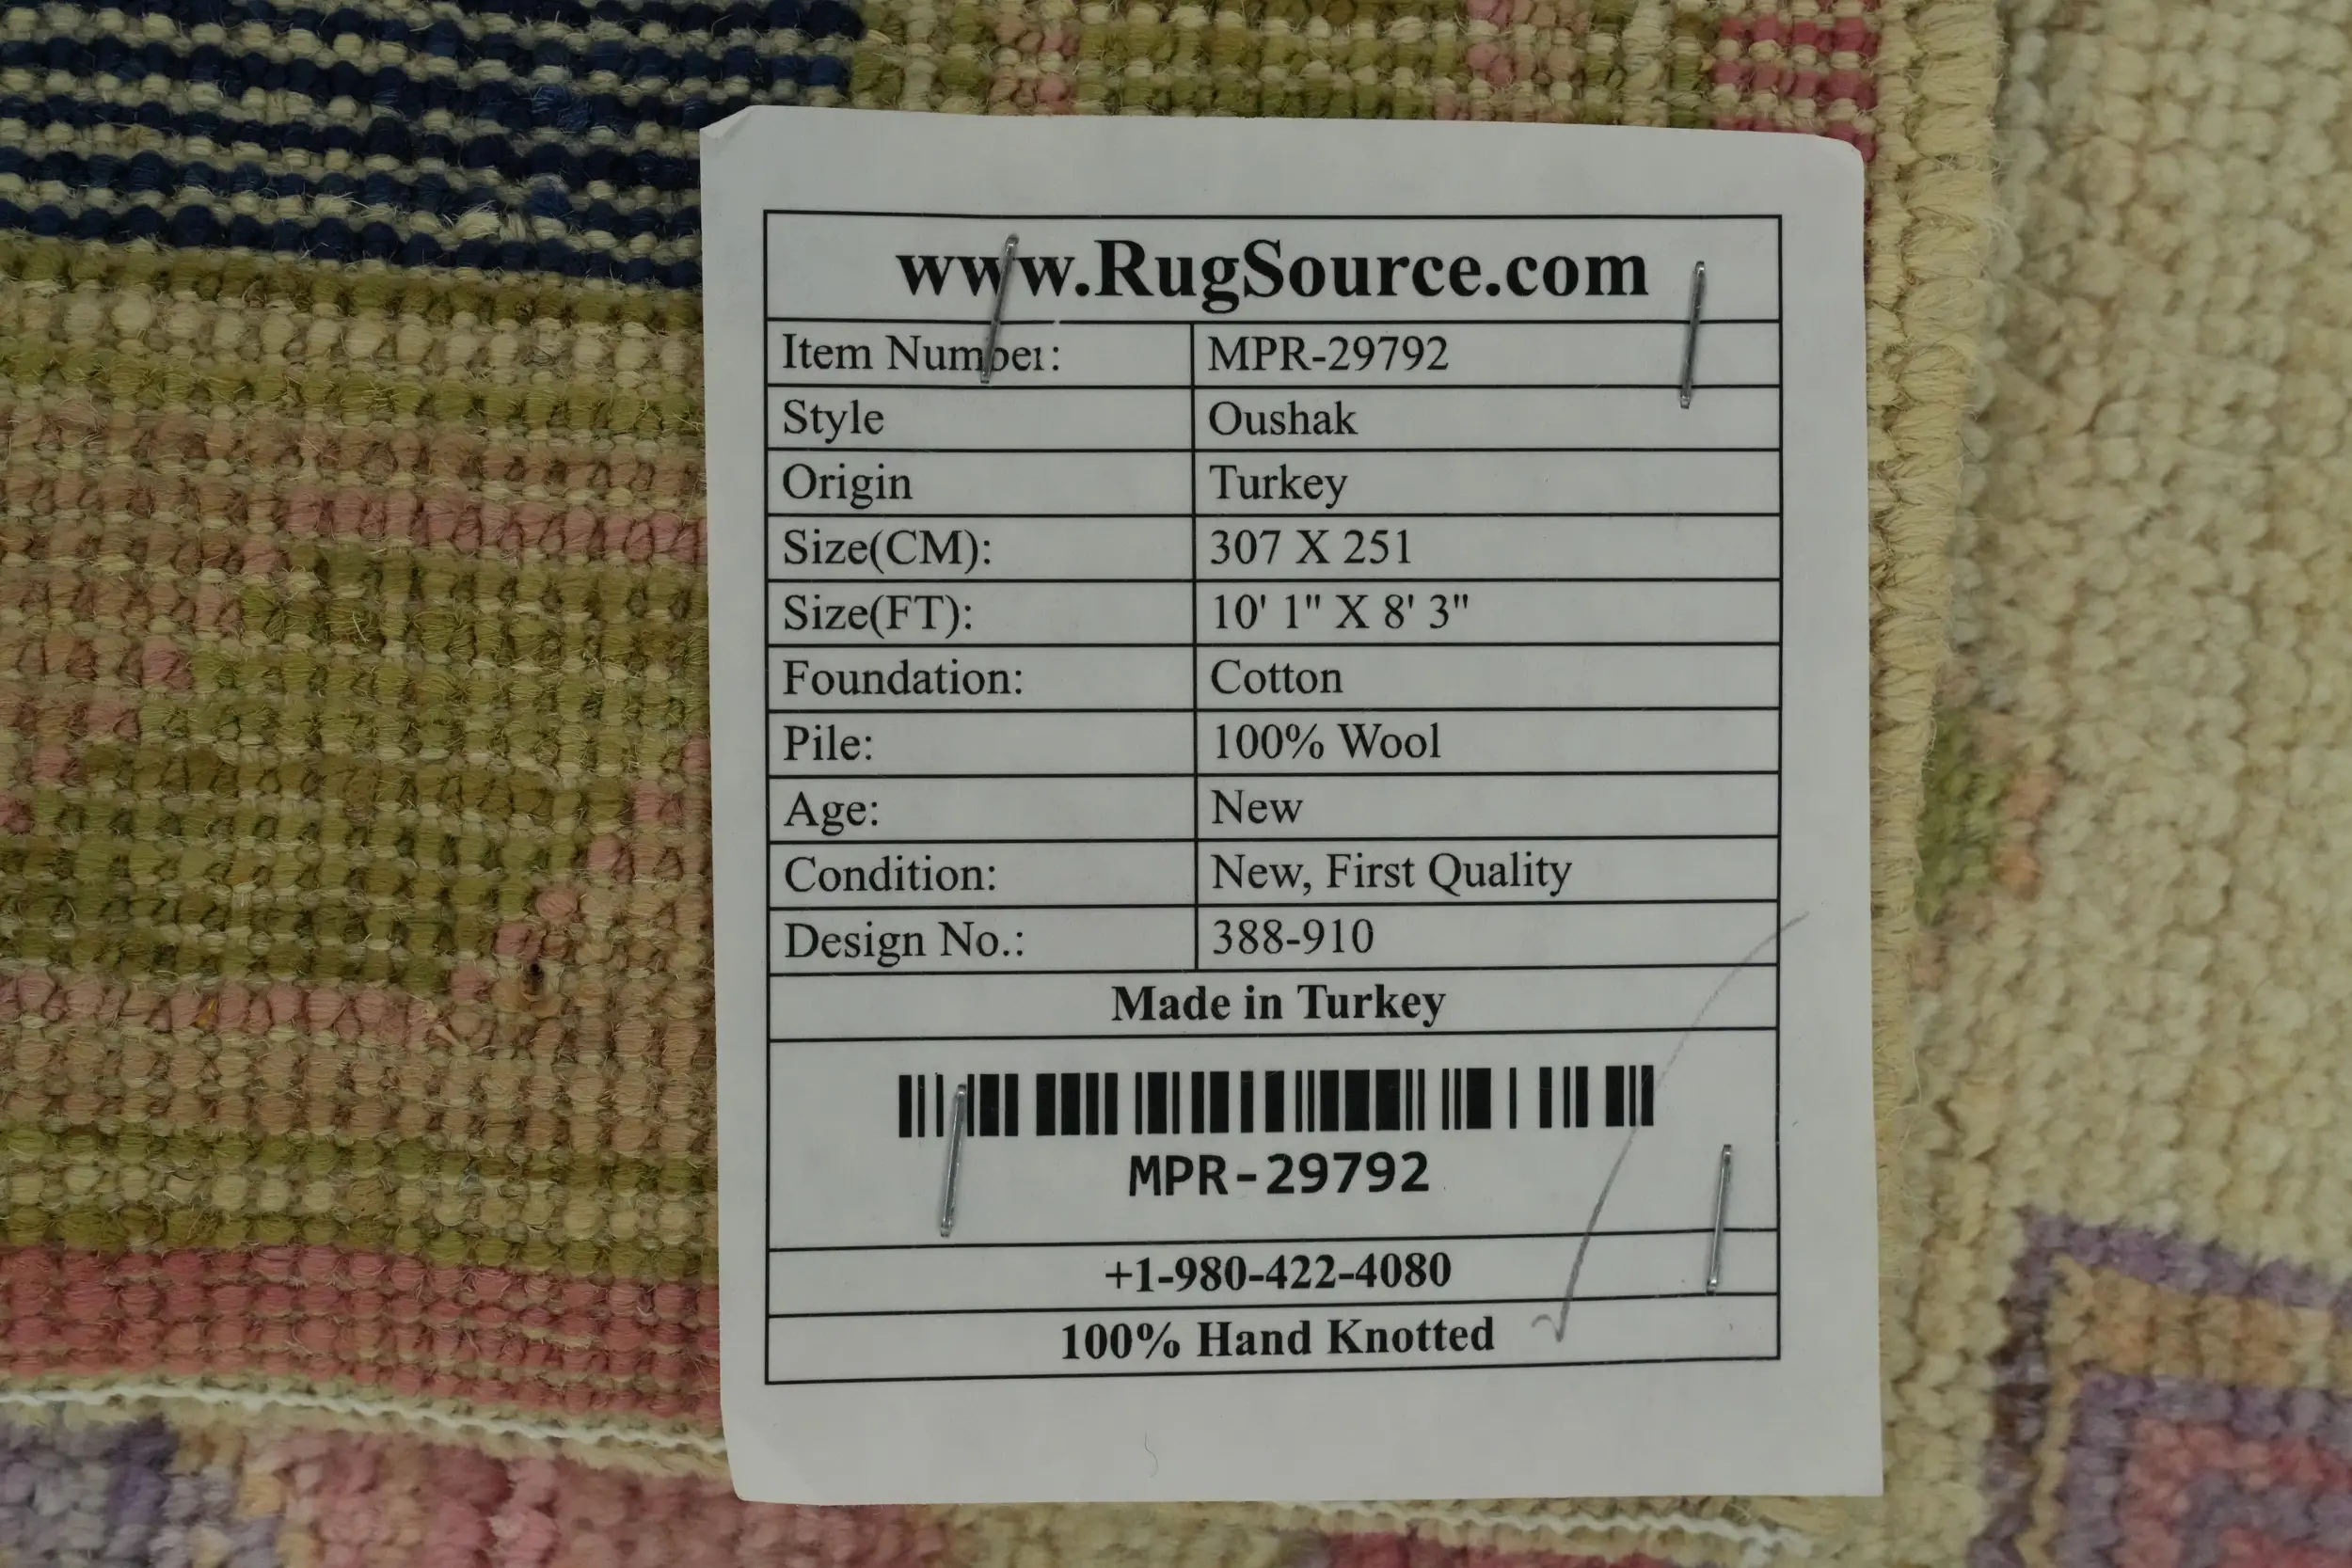 www.RugSource.com
Item Number: MPR-29792
Style Oushak
Origin Turkey
Size(CM): 307 X 251
Size(FT): 10' 1" X 8' 3"
Foundation: Cotton
Pile: 100% Wool
Age: New
Condition: New, First Quality
Design No.: 388-910
Made in Turkey
MPR-29792
+1-980-422-4080
100% Hand Knotted